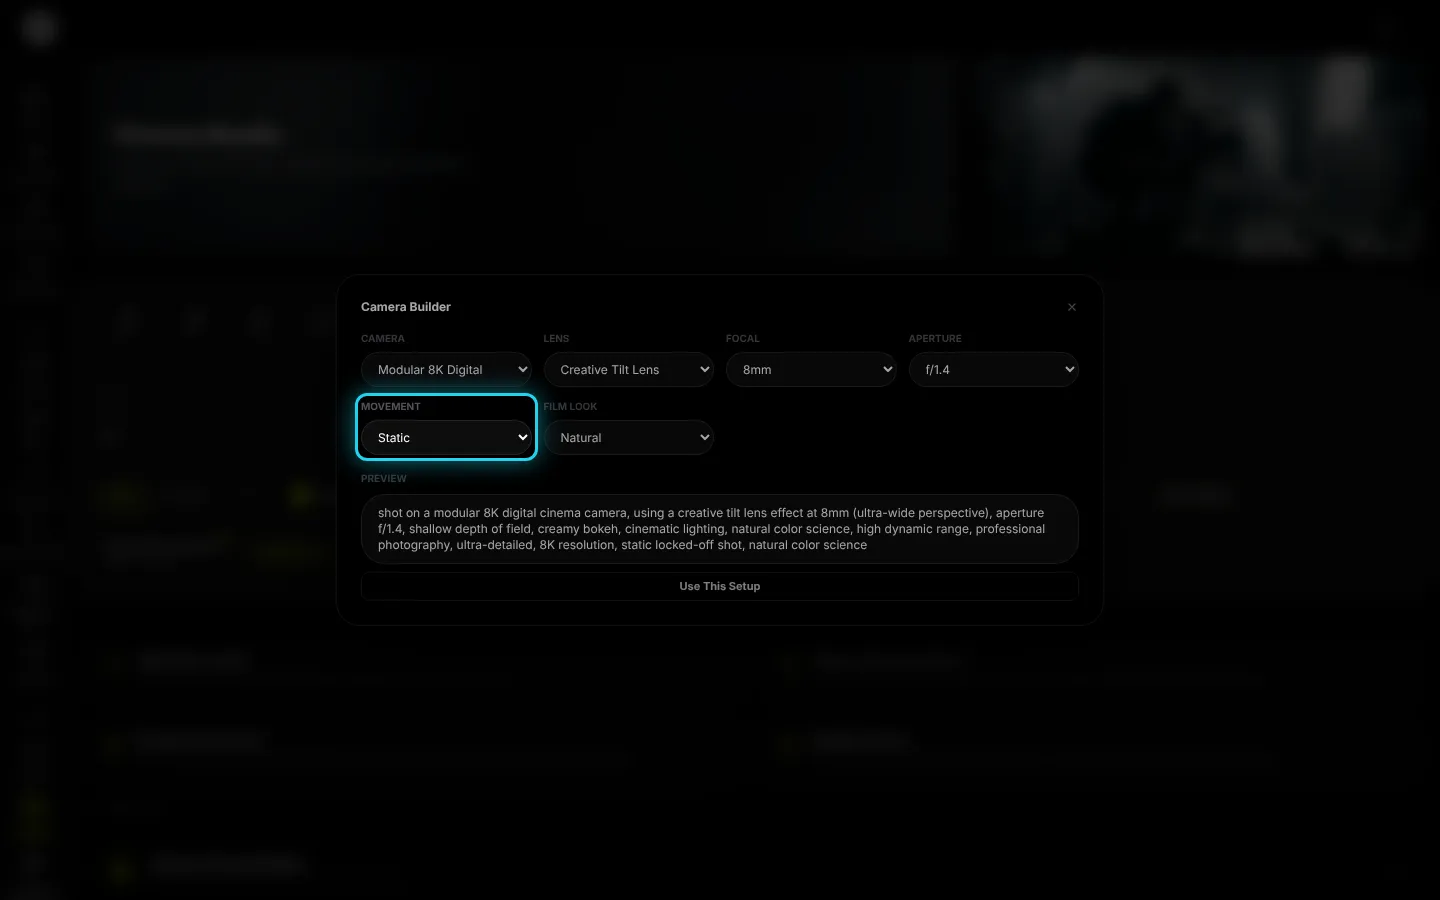 Camera Builder
×
CAMERA
LENS
FOCAL
APERTURE
Modular 8K Digital
Creative Tilt Lens
8mm
f/1.4
MOVEMENT
FILM LOOK
Static
Natural
PREVIEW
shot on a modular 8K digital cinema camera, using a creative tilt lens effect at 8mm (ultra-wide perspective), aperture
f/1.4, shallow depth of field, creamy bokeh, cinematic lighting, natural color science, high dynamic range, professional
photography, ultra-detailed, 8K resolution, static locked-off shot, natural color science
Use This Setup